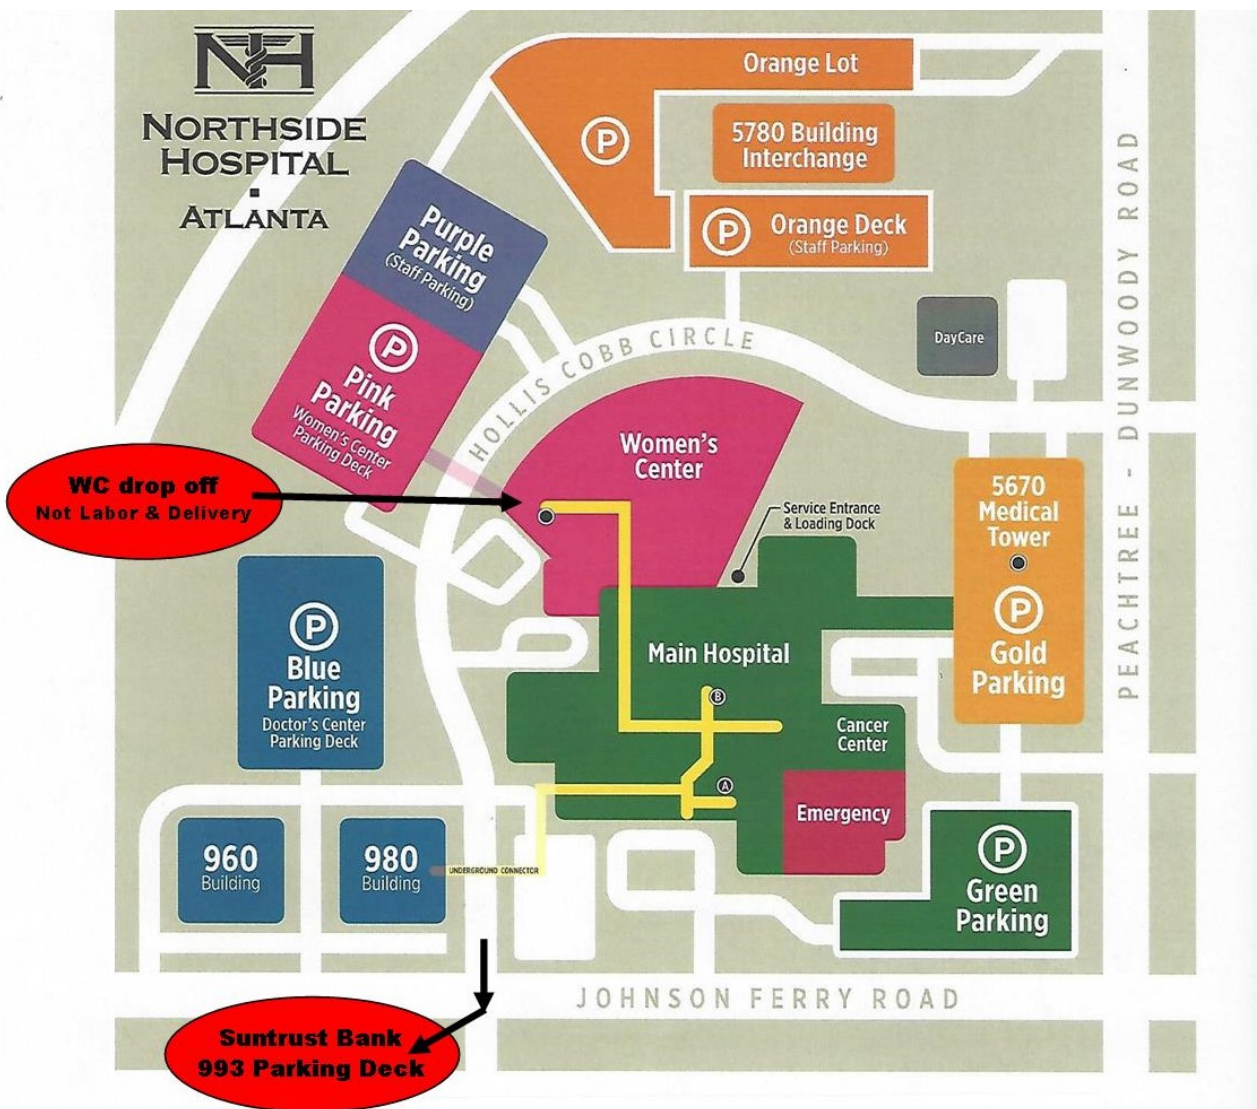 NORTHSIDE
HOSPITAL
ATLANTA
Orange Lot
P
5780 Building
Interchange
P
Orange Deck
(Staff Parking)
Purple
Parking
(Staff Parking)
P
Pink
Parking
Women's Center
Parking Deck
HOLLIS COBB CIRCLE
DayCare
PEACHTREE - DUNWOODY ROAD
Women's
Center
WC drop off
Not Labor & Delivery
Service Entrance
& Loading Dock
5670
Medical
Tower
P
Gold
Parking
P
Blue
Parking
Doctor's Center
Parking Deck
Main Hospital
B
Cancer
Center
A
Emergency
960
Building
980
Building
UNDERGROUND CONNECTOR
P
Green
Parking
JOHNSON FERRY ROAD
Suntrust Bank
993 Parking Deck